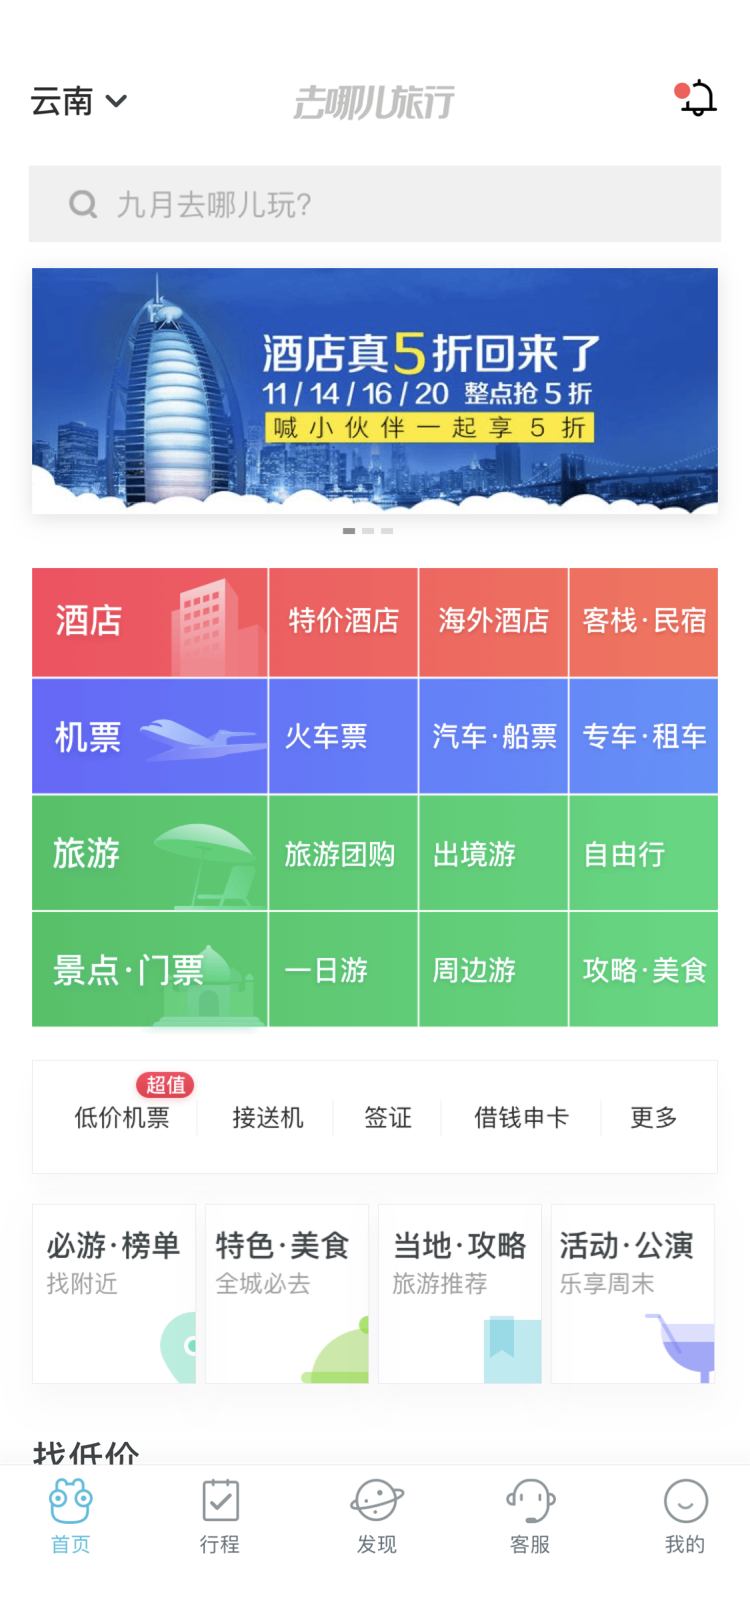 云南
去哪儿旅行
九月去哪儿玩?
酒店真5折回来了
11/14/16/20 整点抢5折
喊小伙伴一起享5折
酒店
特价酒店
海外酒店
客栈·民宿
机票
火车票
汽车·船票
专车·租车
旅游
旅游团购
出境游
自由行
景点·门票
一日游
周边游
攻略·美食
超值
低价机票
接送机
签证
借钱申卡
更多
必游·榜单
找附近
特色·美食
全城必去
当地·攻略
旅游推荐
活动·公演
乐享周末
找低价
首页
行程
发现
客服
我的